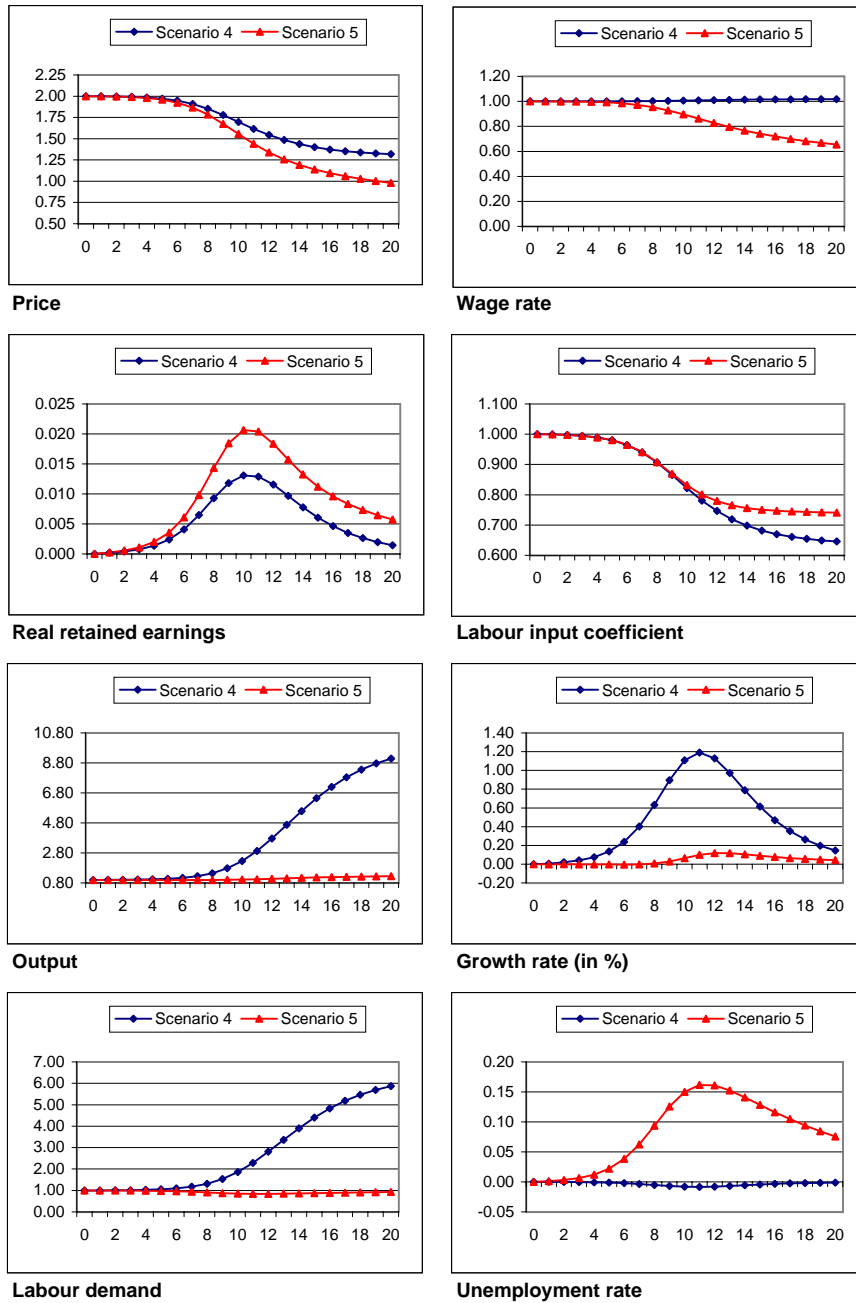 Scenario 4 Scenario 5
2.25
2.00
1.75
1.50
1.25
1.00
0.75
0.50
0 2 4 6 8 10 12 14 16 18 20
Price
Scenario 4 Scenario 5
1.20
1.00
0.80
0.60
0.40
0.20
0.00
0 2 4 6 8 10 12 14 16 18 20
Wage rate
Scenario 4 Scenario 5
0.025
0.020
0.015
0.010
0.005
0.000
0 2 4 6 8 10 12 14 16 18 20
Real retained earnings
Scenario 4 Scenario 5
1.100
1.000
0.900
0.800
0.700
0.600
0 2 4 6 8 10 12 14 16 18 20
Labour input coefficient
Scenario 4 Scenario 5
10.80
8.80
6.80
4.80
2.80
0.80
0 2 4 6 8 10 12 14 16 18 20
Output
Scenario 4 Scenario 5
1.40
1.20
1.00
0.80
0.60
0.40
0.20
0.00
-0.20
0 2 4 6 8 10 12 14 16 18 20
Growth rate (in %)
Scenario 4 Scenario 5
7.00
6.00
5.00
4.00
3.00
2.00
1.00
0.00
0 2 4 6 8 10 12 14 16 18 20
Labour demand
Scenario 4 Scenario 5
0.20
0.15
0.10
0.05
0.00
-0.05
0 2 4 6 8 10 12 14 16 18 20
Unemployment rate